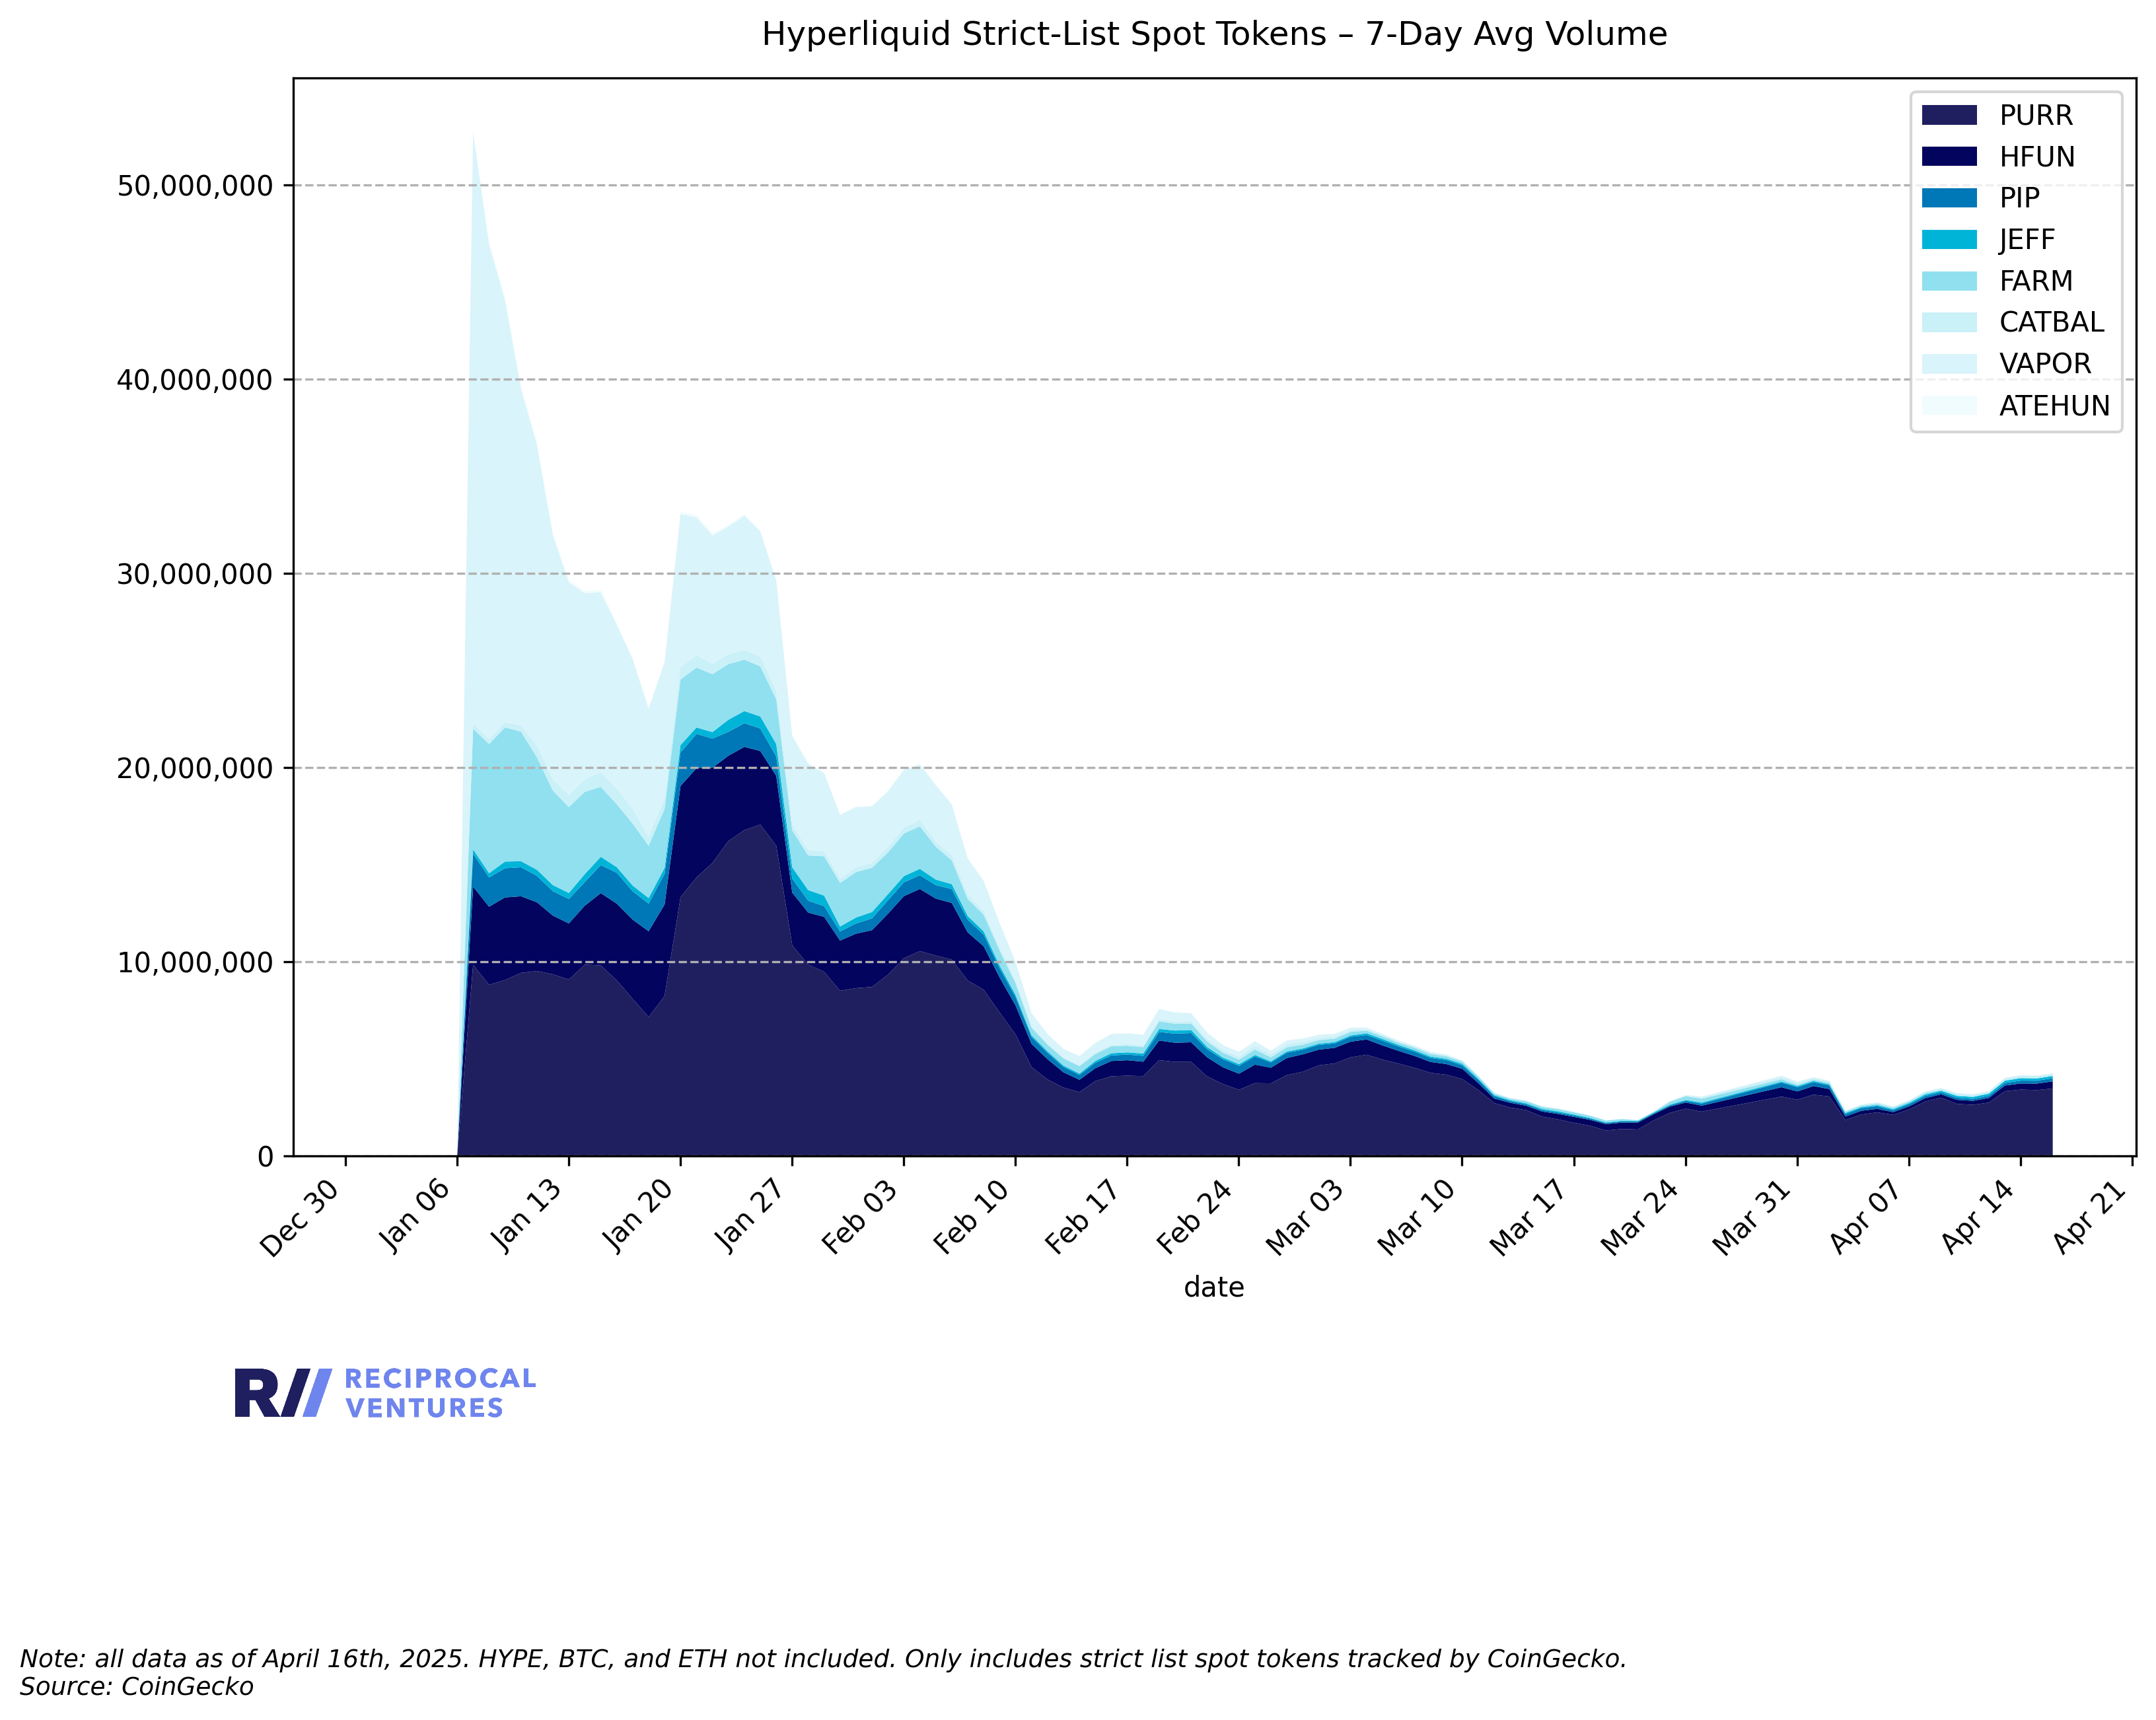 Hyperliquid Strict-List Spot Tokens – 7-Day Avg Volume
PURR
HFUN
PIP
JEFF
FARM
CATBAL
VAPOR
ATEHUN
50,000,000
40,000,000
30,000,000
20,000,000
10,000,000
0
Dec 30
Jan 06
Jan 13
Jan 20
Jan 27
Feb 03
Feb 10
Feb 17
Feb 24
Mar 03
Mar 10
Mar 17
Mar 24
Mar 31
Apr 07
Apr 14
Apr 21
date
R// RECIPROCAL
VENTURES
Note: all data as of April 16th, 2025. HYPE, BTC, and ETH not included. Only includes strict list spot tokens tracked by CoinGecko.
Source: CoinGecko